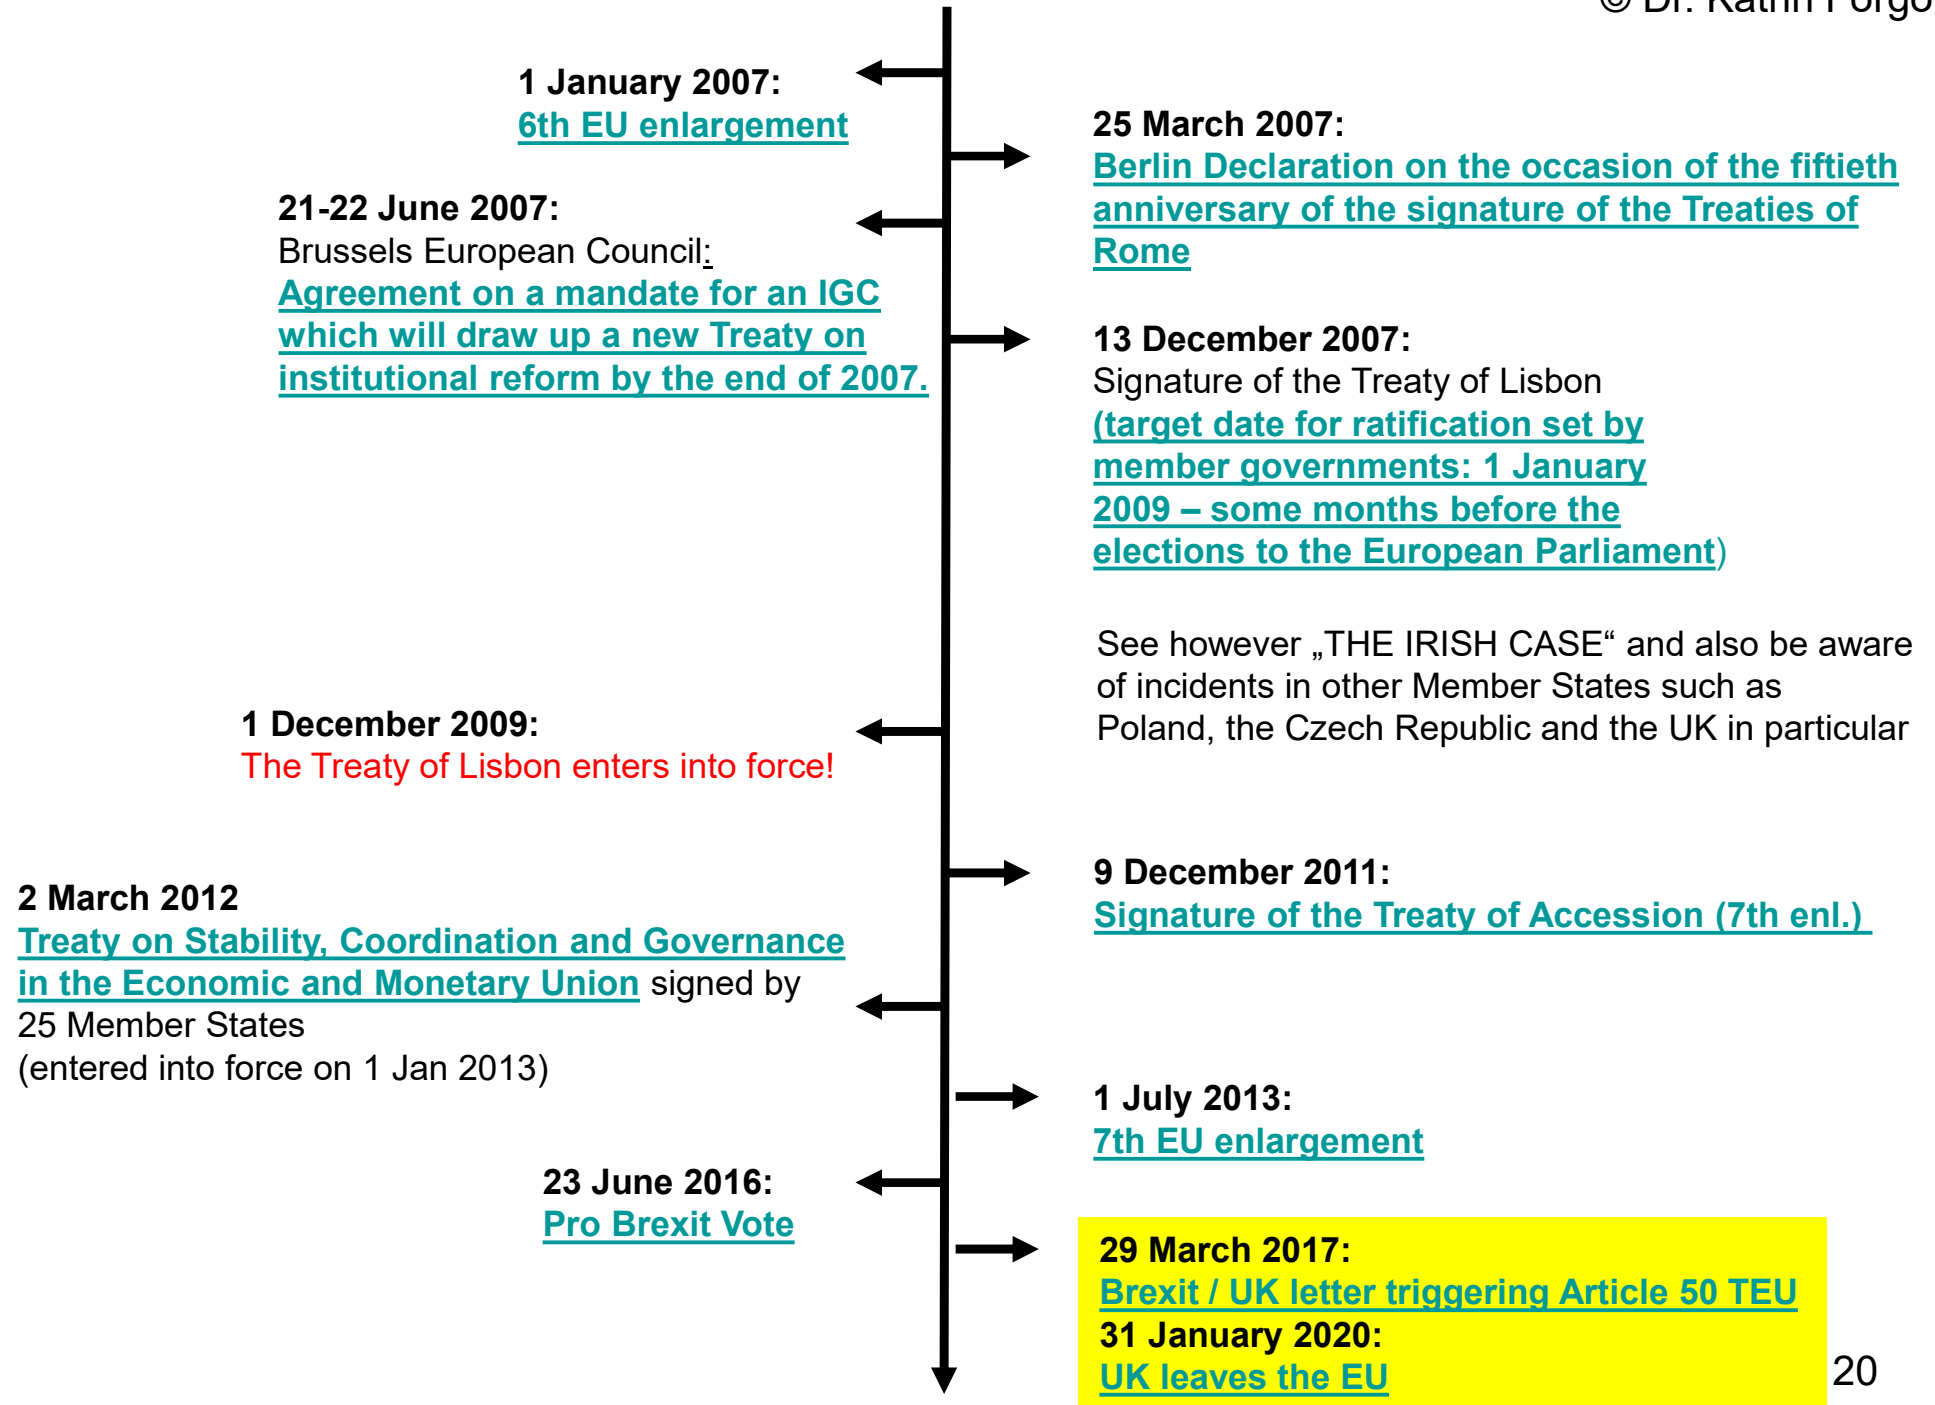 © Dr. Katrin Forgo
1 January 2007:
6th EU enlargement
25 March 2007:
Berlin Declaration on the occasion of the fiftieth
anniversary of the signature of the Treaties of
Rome
21-22 June 2007:
Brussels European Council:
Agreement on a mandate for an IGC
which will draw up a new Treaty on
institutional reform by the end of 2007.
13 December 2007:
Signature of the Treaty of Lisbon
(target date for ratification set by
member governments: 1 January
2009 – some months before the
elections to the European Parliament)
See however „THE IRISH CASE“ and also be aware
of incidents in other Member States such as
Poland, the Czech Republic and the UK in particular
1 December 2009:
The Treaty of Lisbon enters into force!
9 December 2011:
Signature of the Treaty of Accession (7th enl.)
2 March 2012
Treaty on Stability, Coordination and Governance
in the Economic and Monetary Union signed by
25 Member States
(entered into force on 1 Jan 2013)
1 July 2013:
7th EU enlargement
23 June 2016:
Pro Brexit Vote
29 March 2017:
Brexit / UK letter triggering Article 50 TEU
31 January 2020:
UK leaves the EU
20